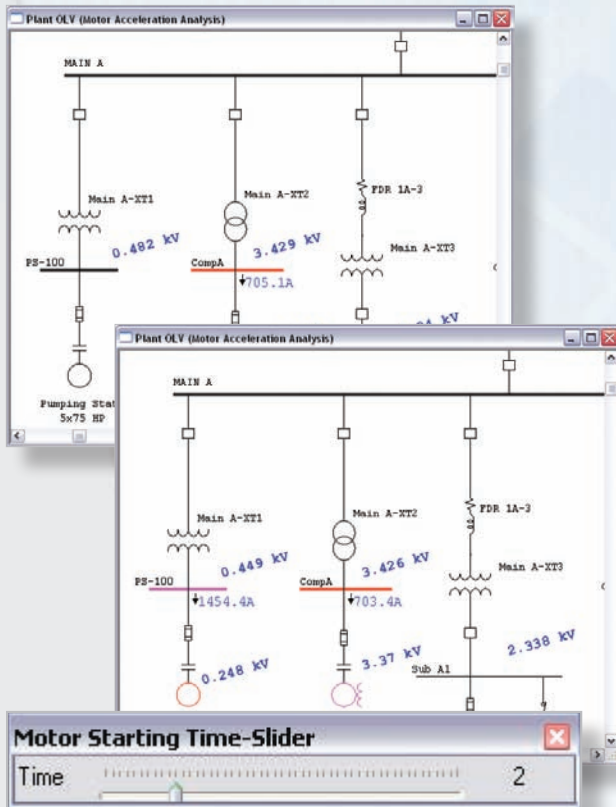 Plant OLV (Motor Acceleration Analysis)
MAIN A
Main A-XT1
Main A-XT2
FDR 1A-3
0.482 kV
3.429 kV
Main A-XT3
PS-100
CompA
705.1A
kV
Pumping
5x75 HP
Plant OLV (Motor Acceleration Analysis)
MAIN A
Main A-XT1
Main A-XT2
FDR 1A-3
0.449 kV
3.426 kV
Main A-XT3
PS-100
CompA
1454.4A
703.4A
2.338 kV
0.248 kV
3.37 kV
Sub A1
Motor Starting Time-Slider
Time 2